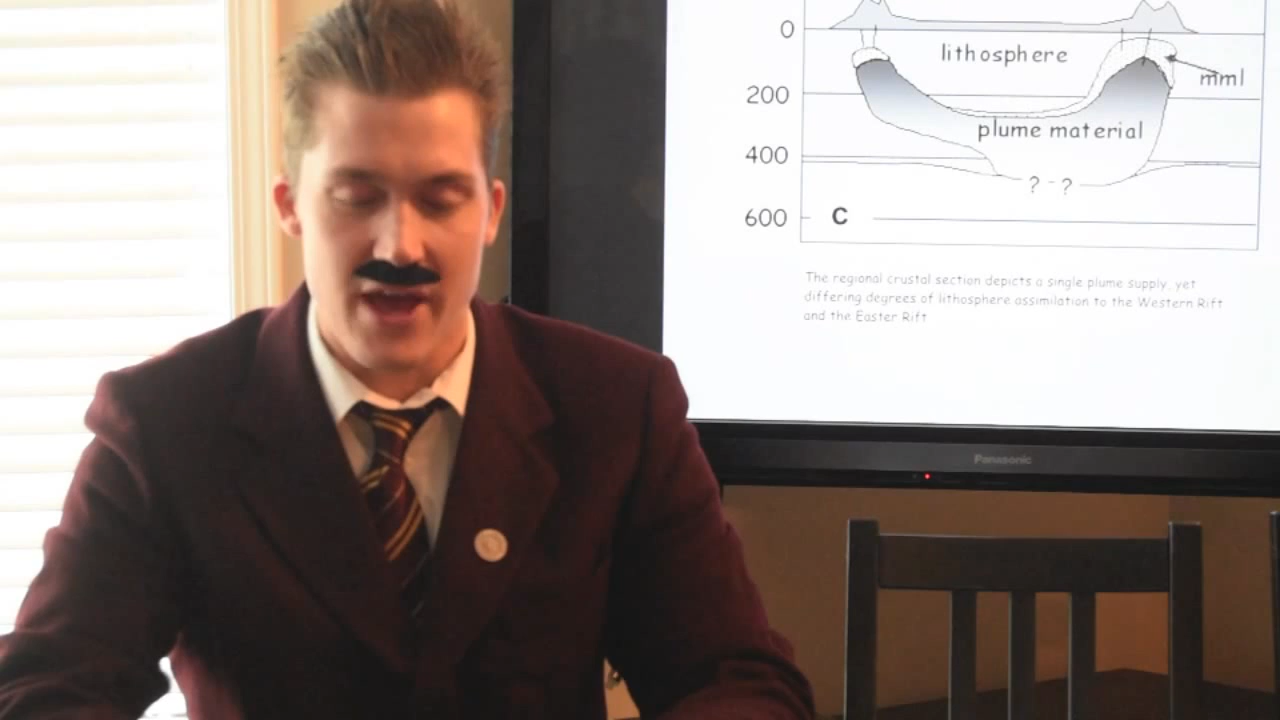 0
lithosphere
mml
200
plume material
400
? - ?
600
C
The regional crustal section depicts a single plume supply, yet
differing degrees of lithosphere assimilation to the Western Rift
and the Easter Rift
Panasonic